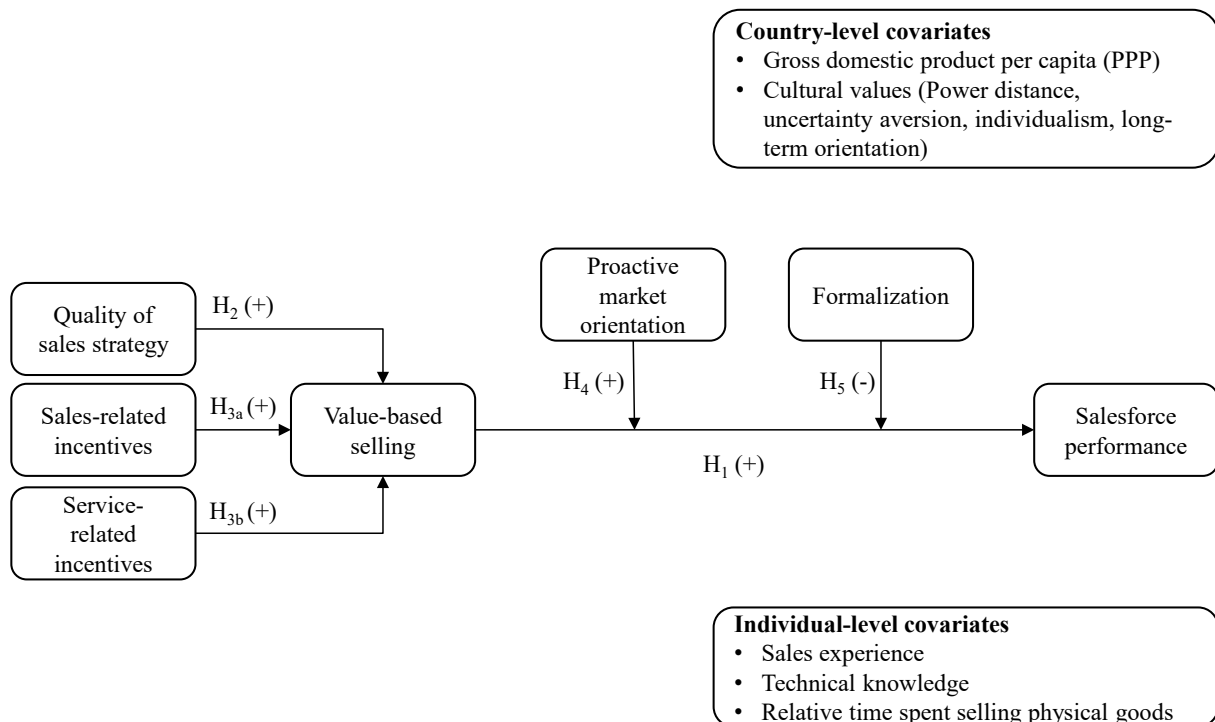 Country-level covariates
• Gross domestic product per capita (PPP)
• Cultural values (Power distance,
uncertainty aversion, individualism, long-
term orientation)
Proactive
market
orientation
Formalization
Quality of
sales strategy
H2 (+)
H4 (+)
H5 (-)
Sales-related
incentives
H3a (+)
Value-based
selling
Salesforce
performance
H1 (+)
Service-
related
incentives
H3b (+)
Individual-level covariates
• Sales experience
• Technical knowledge
• Relative time spent selling physical goods